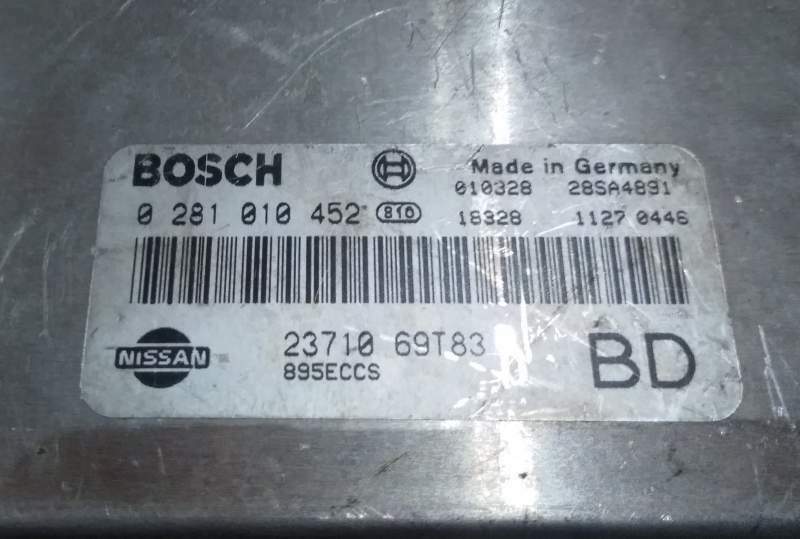 BOSCH Made in Germany
010328 28SA4891
0 281 010 452 810 18328 1127 0446
NISSAN 23710 69T83 BD
895ECCS